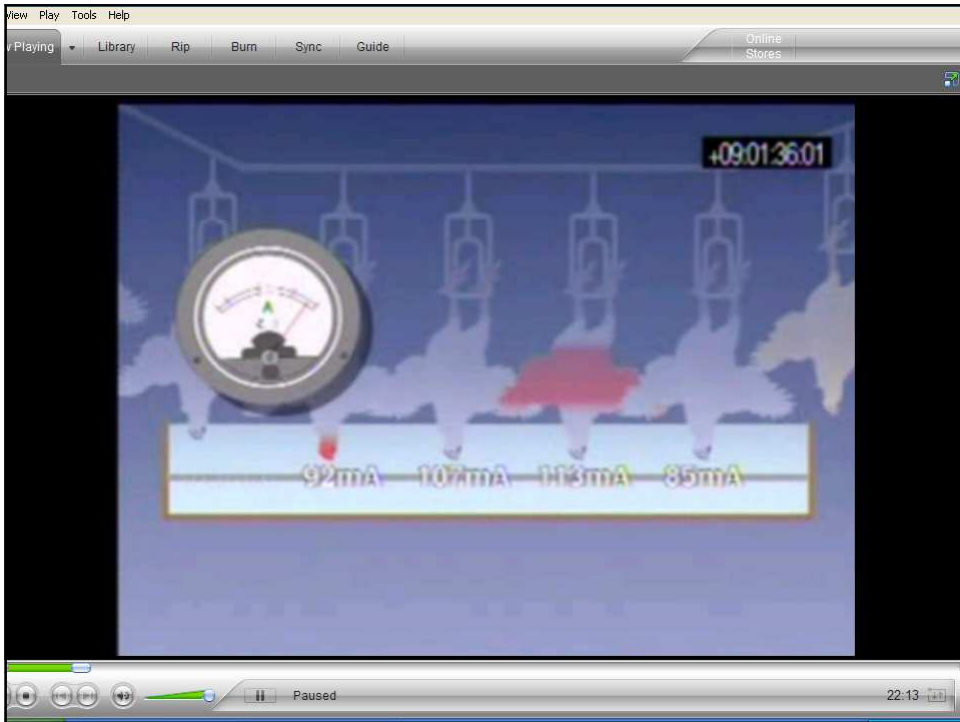 View Play Tools Help
Playing Library Rip Burn Sync Guide
Online
Stores
+09:01:36:01
A
92mA 107mA 113mA 85mA
Paused
22:13